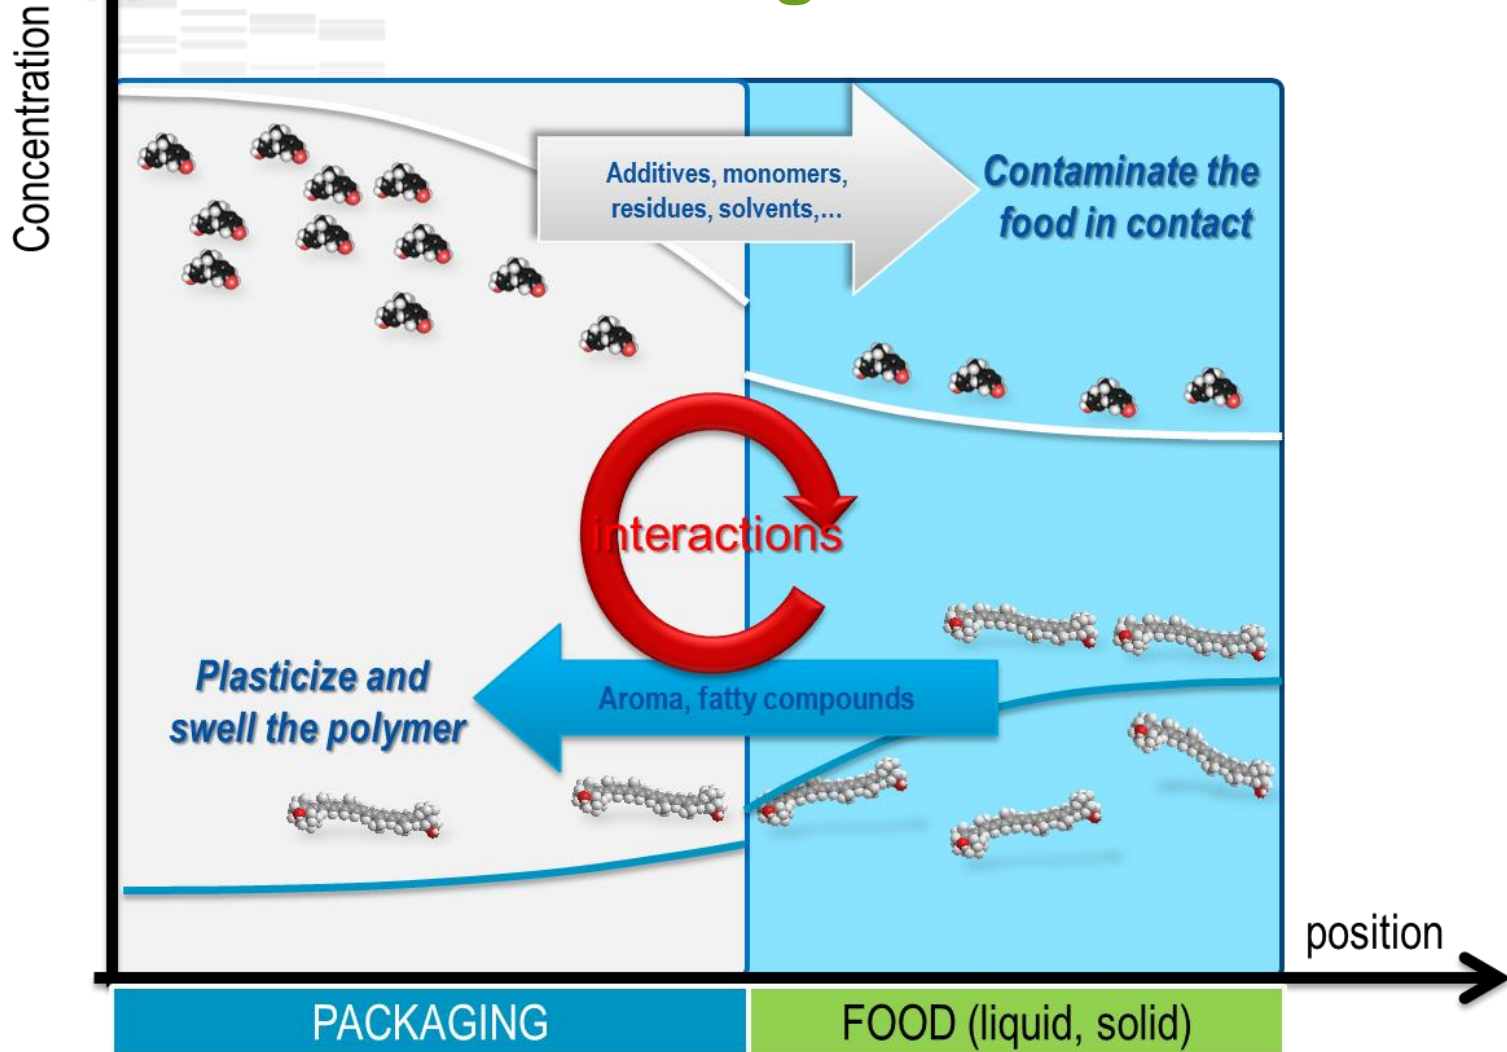 Concentration
Additives, monomers,
residues, solvents,...
Contaminate the
food in contact
interactions
Plasticize and
swell the polymer
Aroma, fatty compounds
position
PACKAGING
FOOD (liquid, solid)